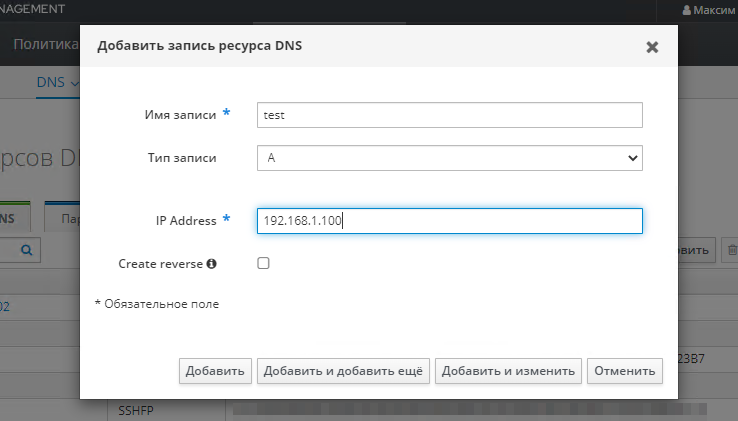 NAGEMENT
Максим
Политика
Добавить запись ресурса DNS
DNS
Имя записи * test
Тип записи A
рсов D
IP Address * 192.168.1.100
NS Пар
вить
Create reverse
* Обязательное поле
02
23B7
Добавить Добавить и добавить ещё Добавить и изменить Отменить
SSHFP